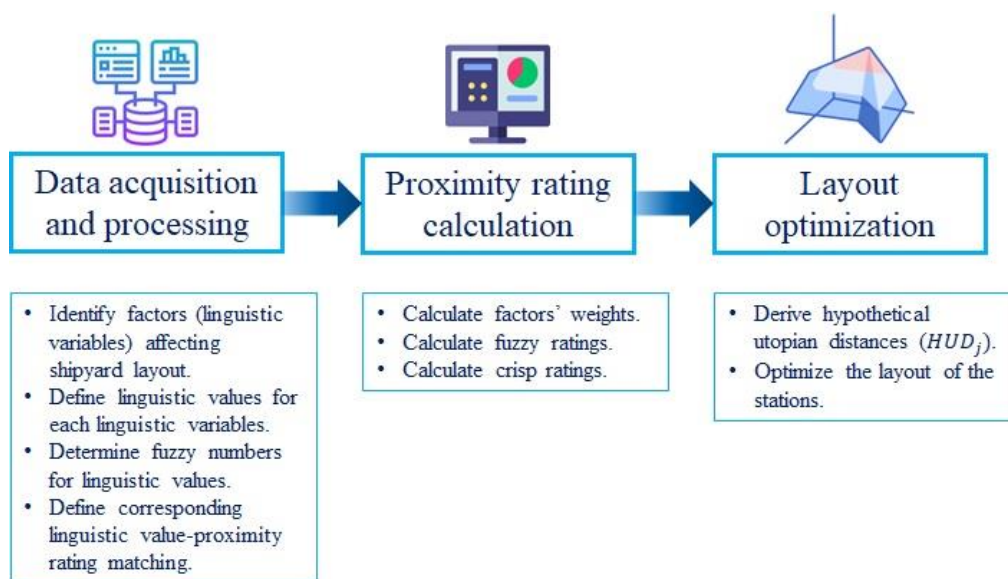 Data acquisition
and processing
Proximity rating
calculation
Layout
optimization
• Identify factors (linguistic
variables) affecting
shipyard layout.
• Define linguistic values for
each linguistic variables.
• Determine fuzzy numbers
for linguistic values.
• Define corresponding
linguistic value-proximity
rating matching.
• Calculate factors’ weights.
• Calculate fuzzy ratings.
• Calculate crisp ratings.
• Derive hypothetical
utopian distances (HUDj).
• Optimize the layout of the
stations.